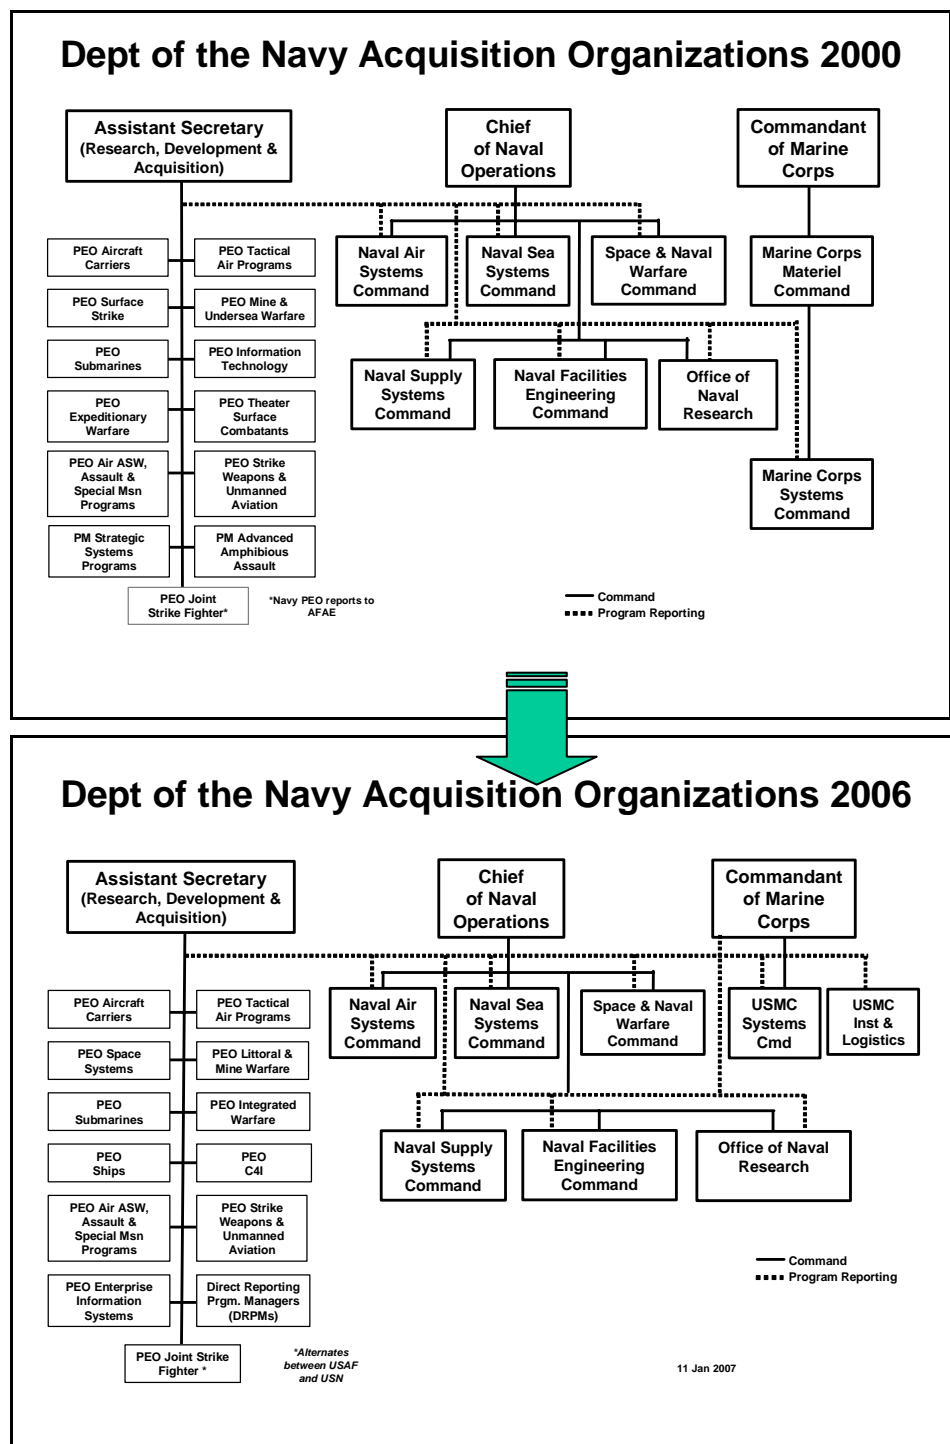 Dept of the Navy Acquisition Organizations 2000
Assistant Secretary
(Research, Development &
Acquisition)
Chief
of Naval
Operations
Commandant
of Marine
Corps
PEO Aircraft
Carriers
PEO Tactical
Air Programs
PEO Surface
Strike
PEO Mine &
Undersea Warfare
PEO
Submarines
PEO Information
Technology
PEO
Expeditionary
Warfare
PEO Theater
Surface
Combatants
PEO Air ASW,
Assault &
Special Msn
Programs
PEO Strike
Weapons &
Unmanned
Aviation
PM Strategic
Systems
Programs
PM Advanced
Amphibious
Assault
PEO Joint
Strike Fighter*
*Navy PEO reports to
AFAE
Naval Air
Systems
Command
Naval Sea
Systems
Command
Space & Naval
Warfare
Command
Marine Corps
Materiel
Command
Naval Supply
Systems
Command
Naval Facilities
Engineering
Command
Office of
Naval
Research
Marine Corps
Systems
Command
Command
Program Reporting
Dept of the Navy Acquisition Organizations 2006
Assistant Secretary
(Research, Development &
Acquisition)
Chief
of Naval
Operations
Commandant
of Marine
Corps
PEO Aircraft
Carriers
PEO Tactical
Air Programs
PEO Space
Systems
PEO Littoral &
Mine Warfare
PEO
Submarines
PEO Integrated
Warfare
PEO
Ships
PEO
C4I
PEO Air ASW,
Assault &
Special Msn
Programs
PEO Strike
Weapons &
Unmanned
Aviation
PEO Enterprise
Information
Systems
Direct Reporting
Prgm. Managers
(DRPMs)
PEO Joint Strike
Fighter *
*Alternates
between USAF
and USN
Naval Air
Systems
Command
Naval Sea
Systems
Command
Space & Naval
Warfare
Command
USMC
Systems
Cmd
USMC
Inst &
Logistics
Naval Supply
Systems
Command
Naval Facilities
Engineering
Command
Office of Naval
Research
Command
Program Reporting
11 Jan 2007